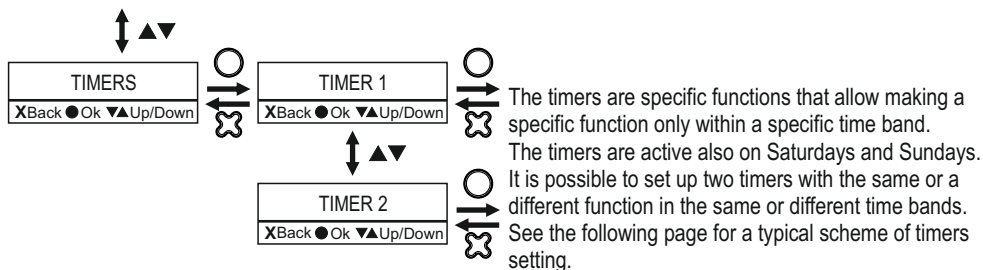 ▲▼
TIMERS
XBack ●Ok ▼▲Up/Down
TIMER 1
XBack ●Ok ▼▲Up/Down
▲▼
TIMER 2
XBack ●Ok ▼▲Up/Down
The timers are specific functions that allow making a
specific function only within a specific time band.
The timers are active also on Saturdays and Sundays.
It is possible to set up two timers with the same or a
different function in the same or different time bands.
See the following page for a typical scheme of timers
setting.